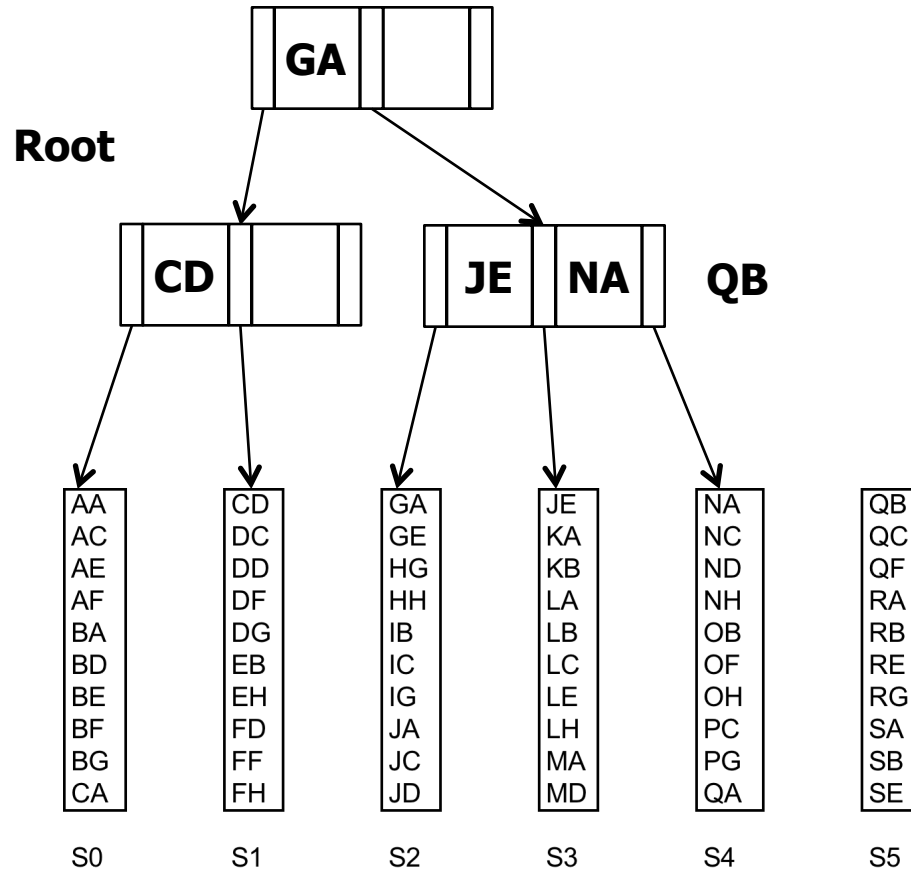 GA
Root
CD
JE NA QB
AA CD GA JE NA QB
AC DC GE KA NC QC
AE DD HG KB ND QF
AF DF HH LA NH RA
BA DG IB LB OB RB
BD EB IC LC OF RE
BE EH IG LE OH RG
BF FD JA LH PC SA
BG FF JC MA PG SB
CA FH JD MD QA SE
S0 S1 S2 S3 S4 S5